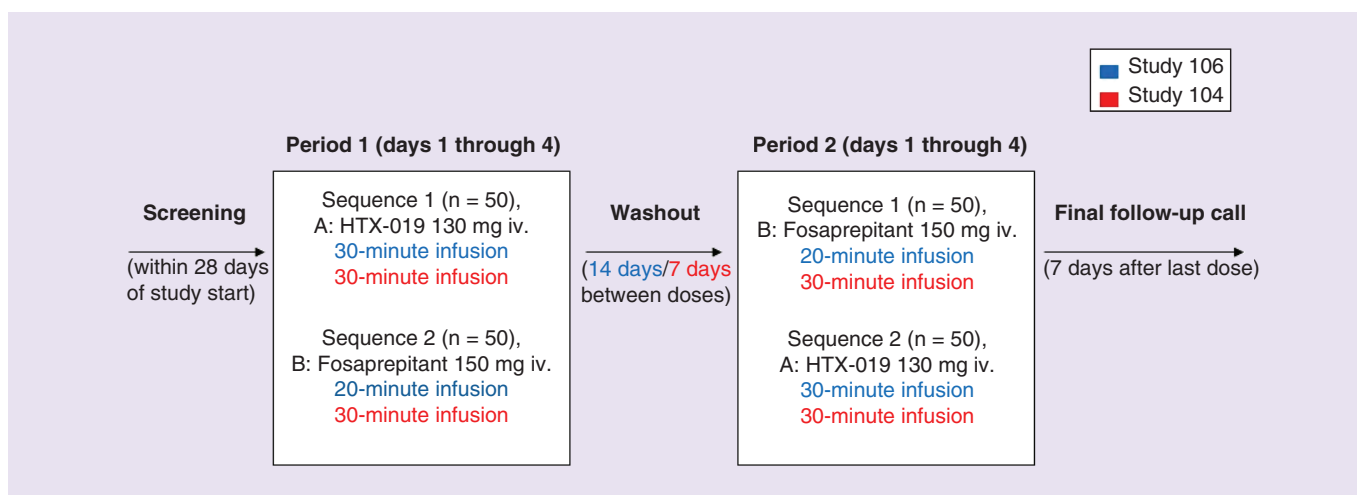 Study 106
Study 104
Period 1 (days 1 through 4)
Period 2 (days 1 through 4)
Screening
(within 28 days
of study start)
Sequence 1 (n = 50),
A: HTX-019 130 mg iv.
30-minute infusion
30-minute infusion
Sequence 2 (n = 50),
B: Fosaprepitant 150 mg iv.
20-minute infusion
30-minute infusion
Washout
(14 days/7 days
between doses)
Sequence 1 (n = 50),
B: Fosaprepitant 150 mg iv.
20-minute infusion
30-minute infusion
Sequence 2 (n = 50),
A: HTX-019 130 mg iv.
30-minute infusion
30-minute infusion
Final follow-up call
(7 days after last dose)